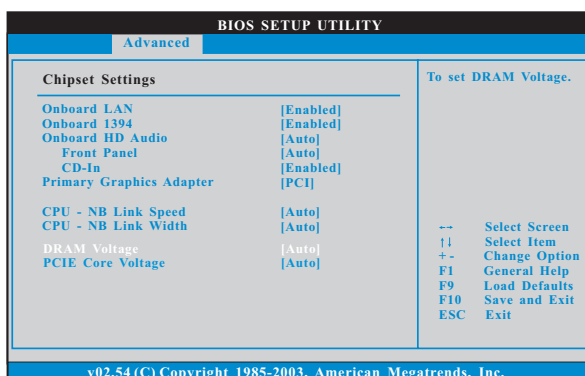 BIOS SETUP UTILITY
Advanced
Chipset Settings
Onboard LAN [Enabled]
Onboard 1394 [Enabled]
Onboard HD Audio [Auto]
Front Panel [Auto]
CD-In [Enabled]
Primary Graphics Adapter [PCI]
CPU - NB Link Speed [Auto]
CPU - NB Link Width [Auto]
DRAM Voltage [Auto]
PCIE Core Voltage [Auto]
To set DRAM Voltage.
←→ Select Screen
↑↓ Select Item
+ - Change Option
F1 General Help
F9 Load Defaults
F10 Save and Exit
ESC Exit
v02.54 (C) Copyright 1985-2003, American Megatrends, Inc.